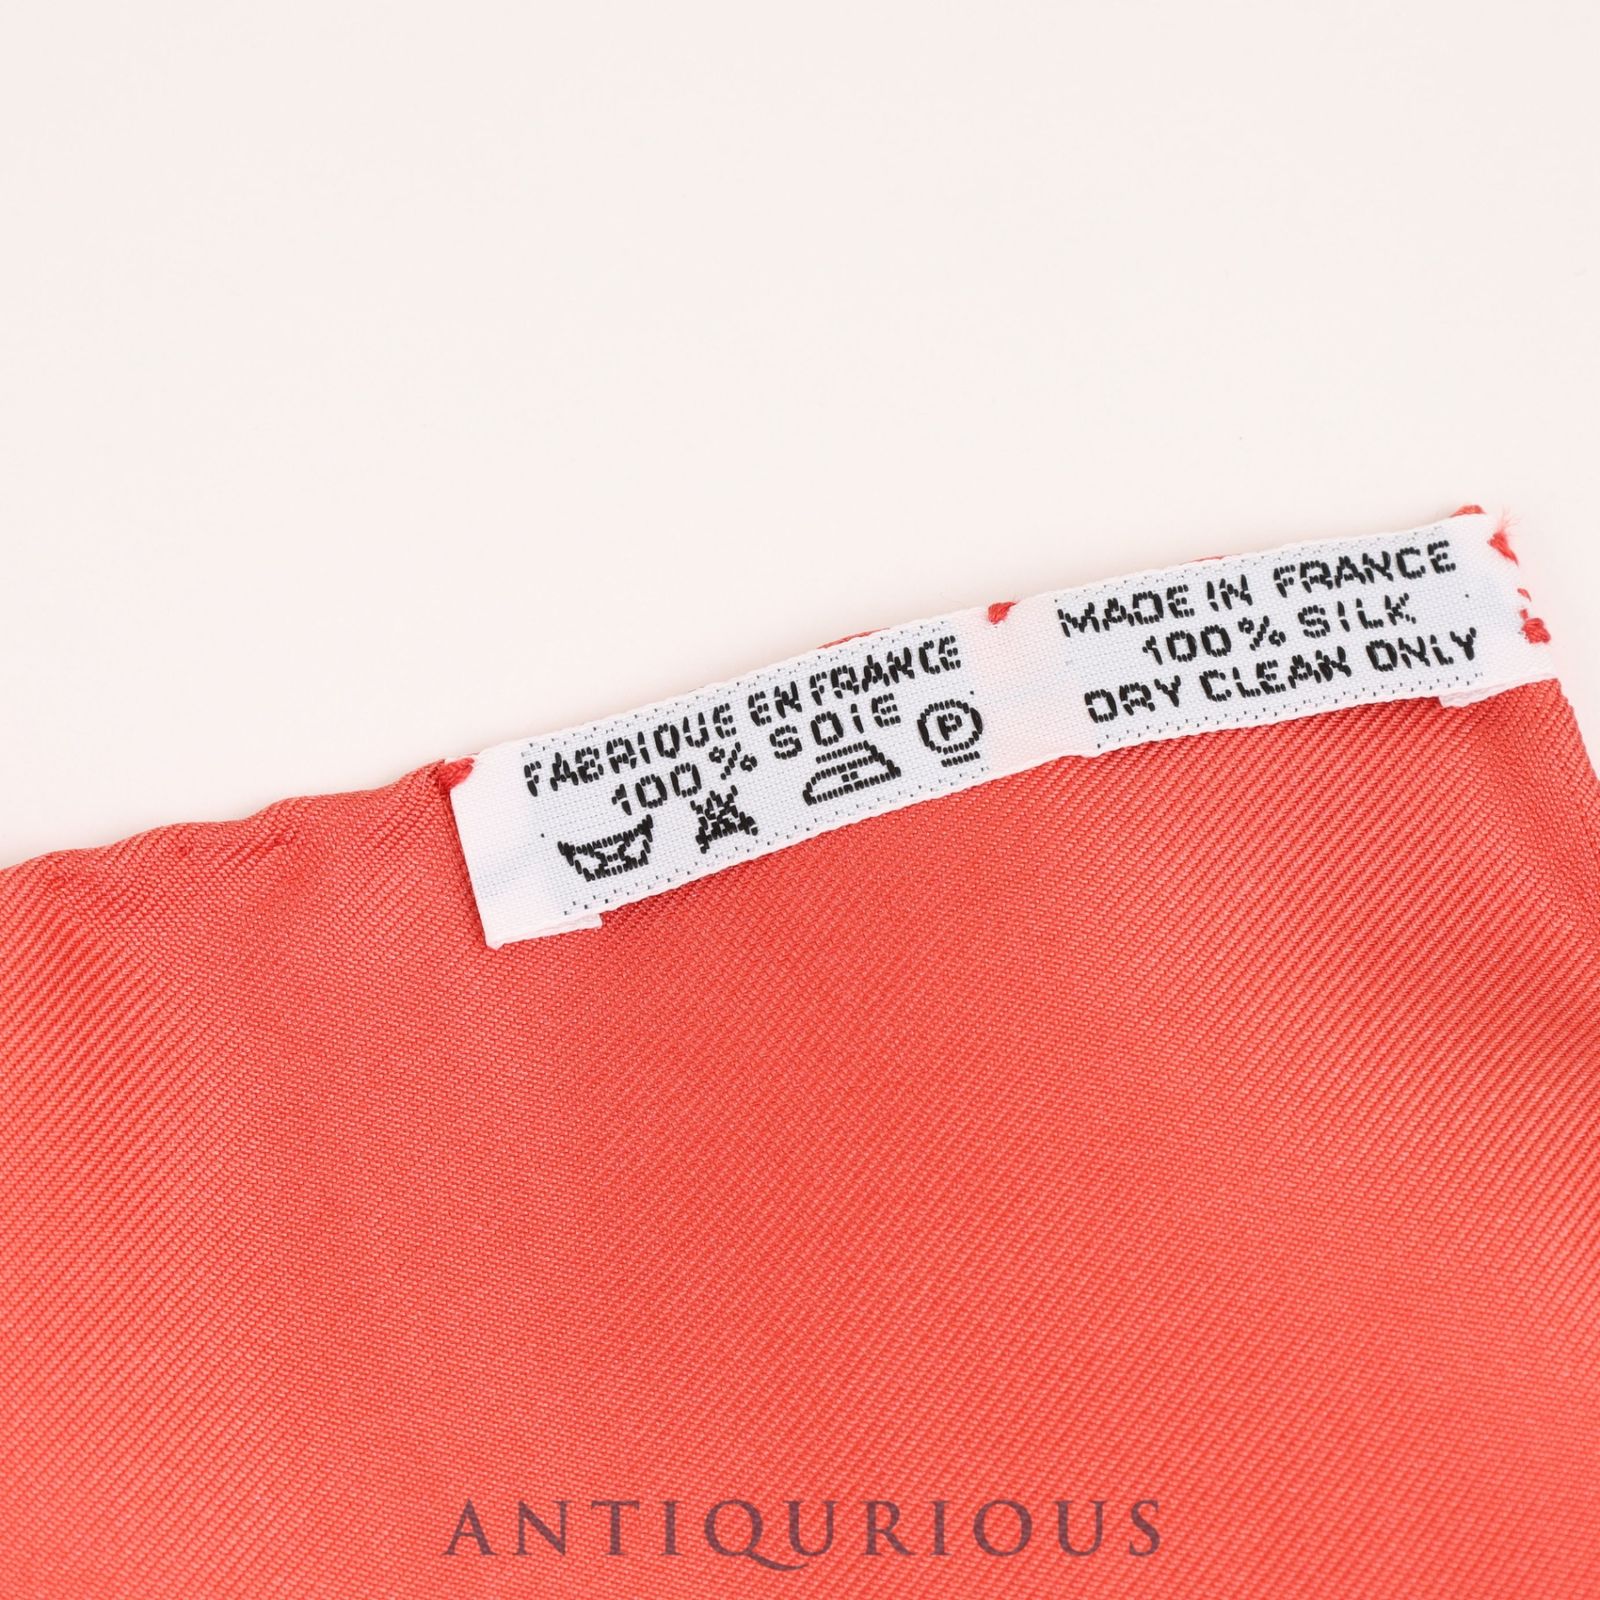 FABRIQUE EN FRANCE
100% SOIE
P
MADE IN FRANCE
100% SILK
DRY CLEAN ONLY
ANTIQURIOUS